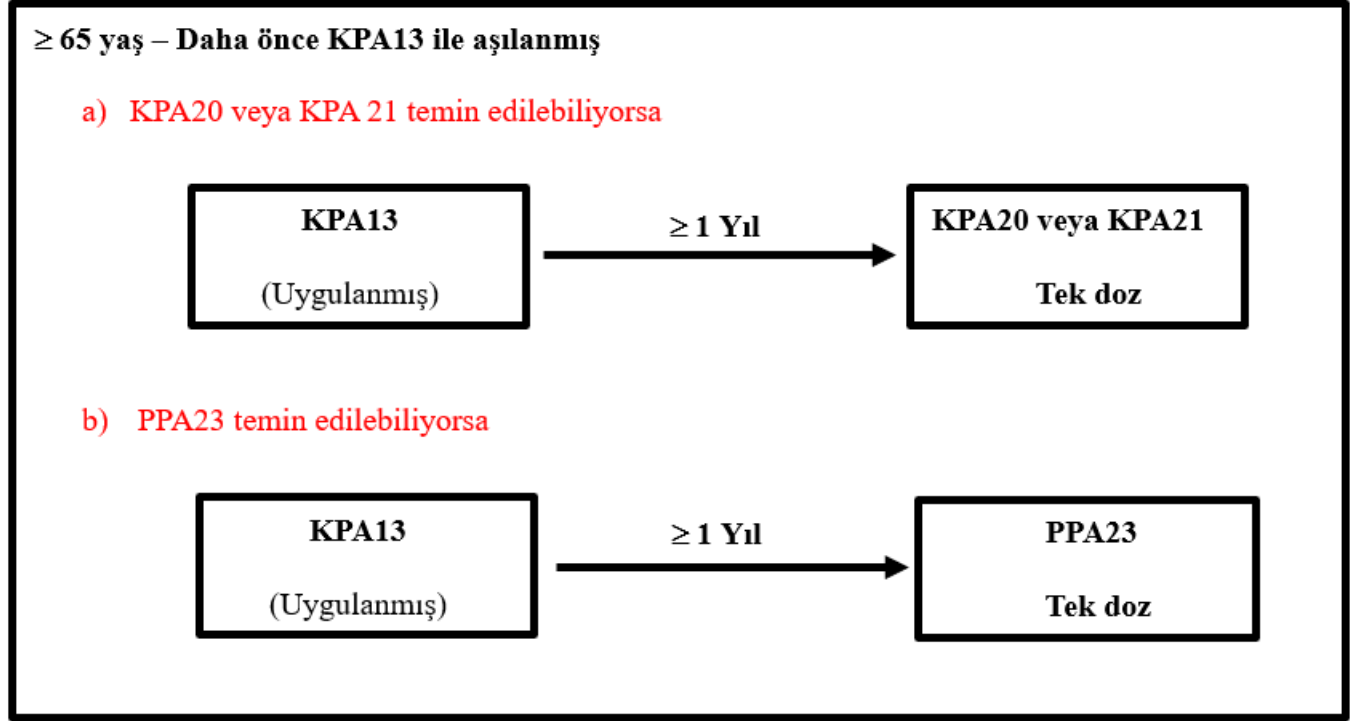 ≥ 65 yaş – Daha önce KPA13 ile aşılanmış
a) KPA20 veya KPA 21 temin edilebiliyorsa
KPA13
(Uygulanmış)
≥ 1 Yıl
KPA20 veya KPA21
Tek doz
b) PPA23 temin edilebiliyorsa
KPA13
(Uygulanmış)
≥ 1 Yıl
PPA23
Tek doz